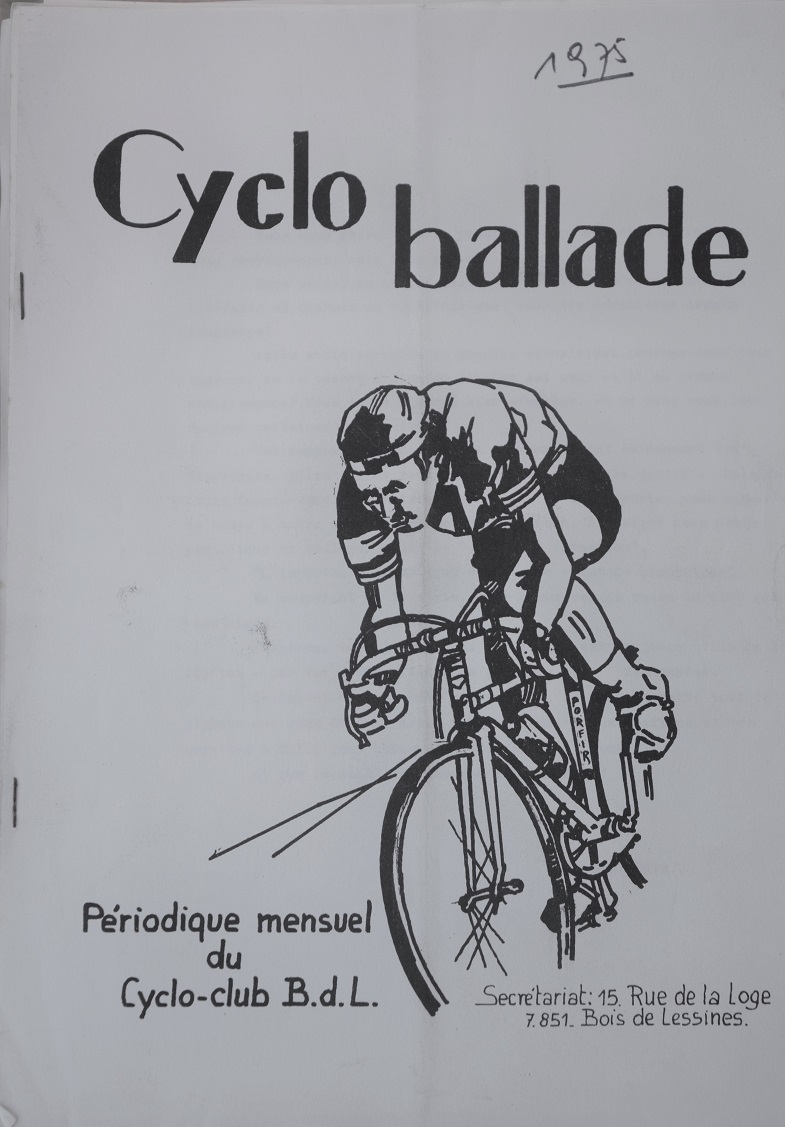 1975
Cyclo
ballade
PORFIR
Périodique mensuel
du
Cyclo-club B.d.L.
Secrétariat: 15. Rue de la Loge
7.851_ Bois de Lessines.